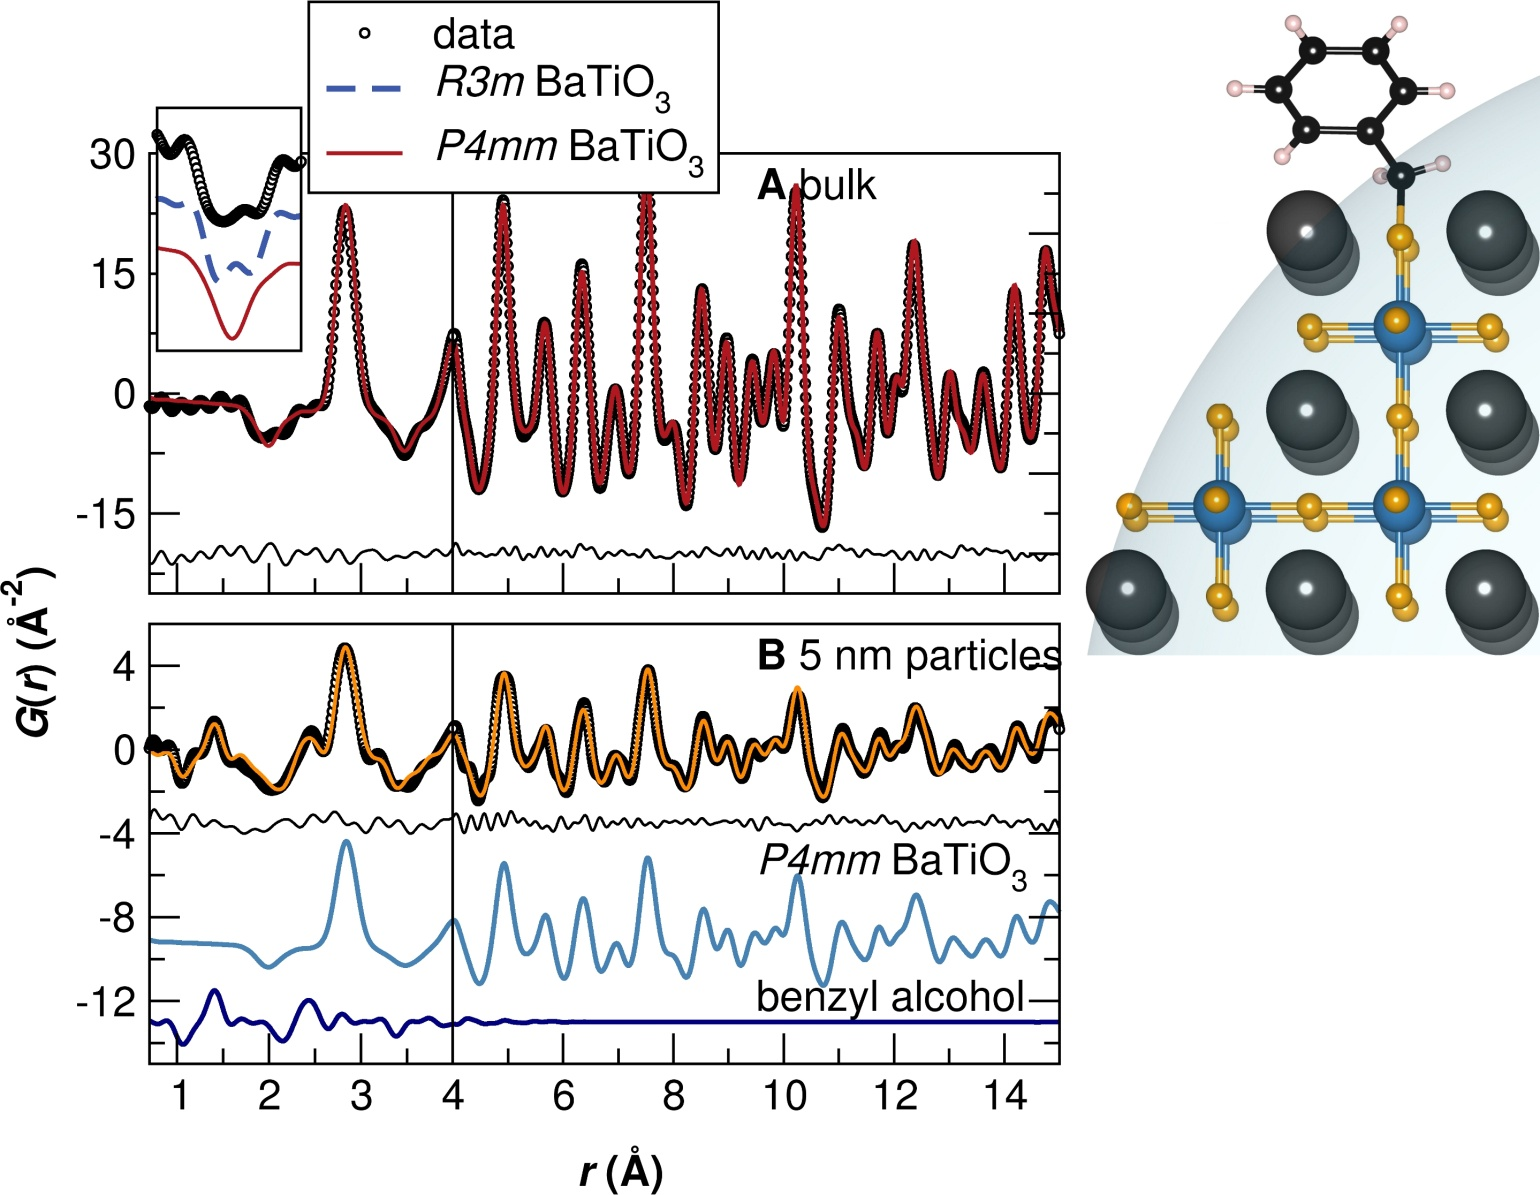 data
R3m BaTiO3
P4mm BaTiO3
A bulk
30
15
0
-15
B 5 nm particles
4
0
-4
-8
-12
P4mm BaTiO3
benzyl alcohol
G(r) (Å-2)
1 2 3 4 6 8 10 12 14
r (Å)